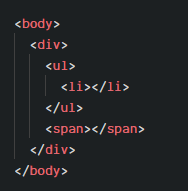 <body>
<div>
<ul>
<li></li>
</ul>
<span></span>
</div>
</body>